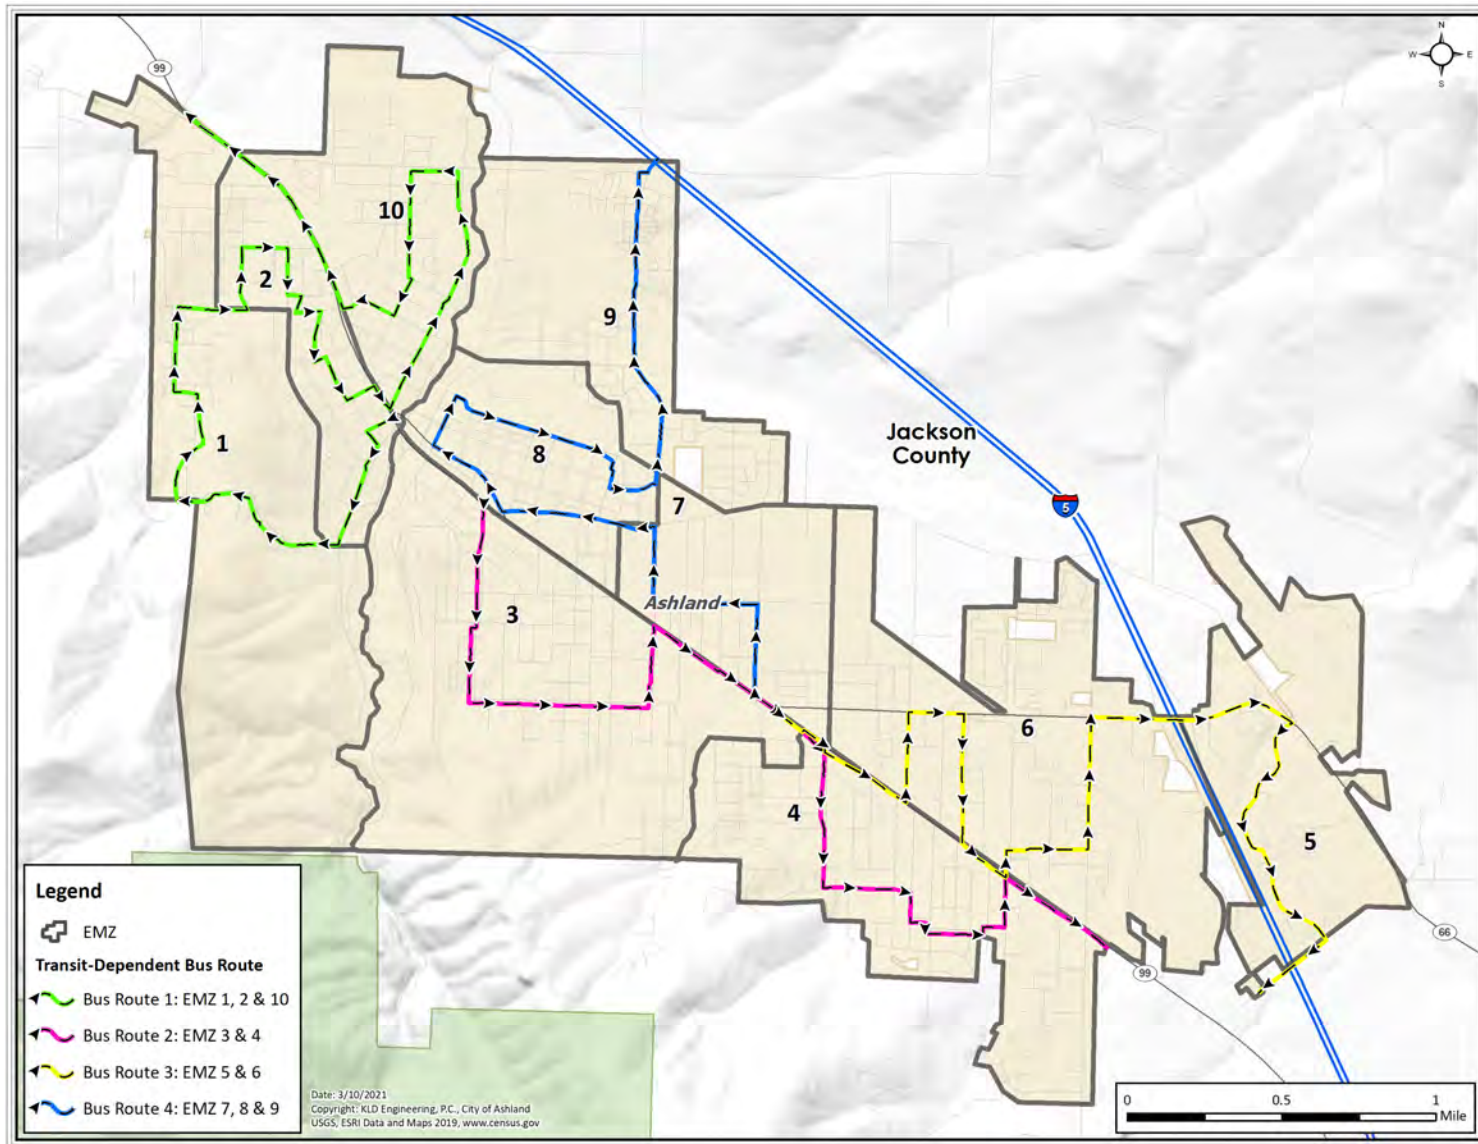 N
W E
S
99
10
2
9
1
8
Jackson
County
7
5
Ashland
3
6
4
5
66
99
Legend
EMZ
Transit-Dependent Bus Route
Bus Route 1: EMZ 1, 2 & 10
Bus Route 2: EMZ 3 & 4
Bus Route 3: EMZ 5 & 6
Bus Route 4: EMZ 7, 8 & 9
Date: 3/10/2021
Copyright: KLD Engineering, P.C., City of Ashland
USGS, ESRI Data and Maps 2019, www.census.gov
0 0.5 1
Mile